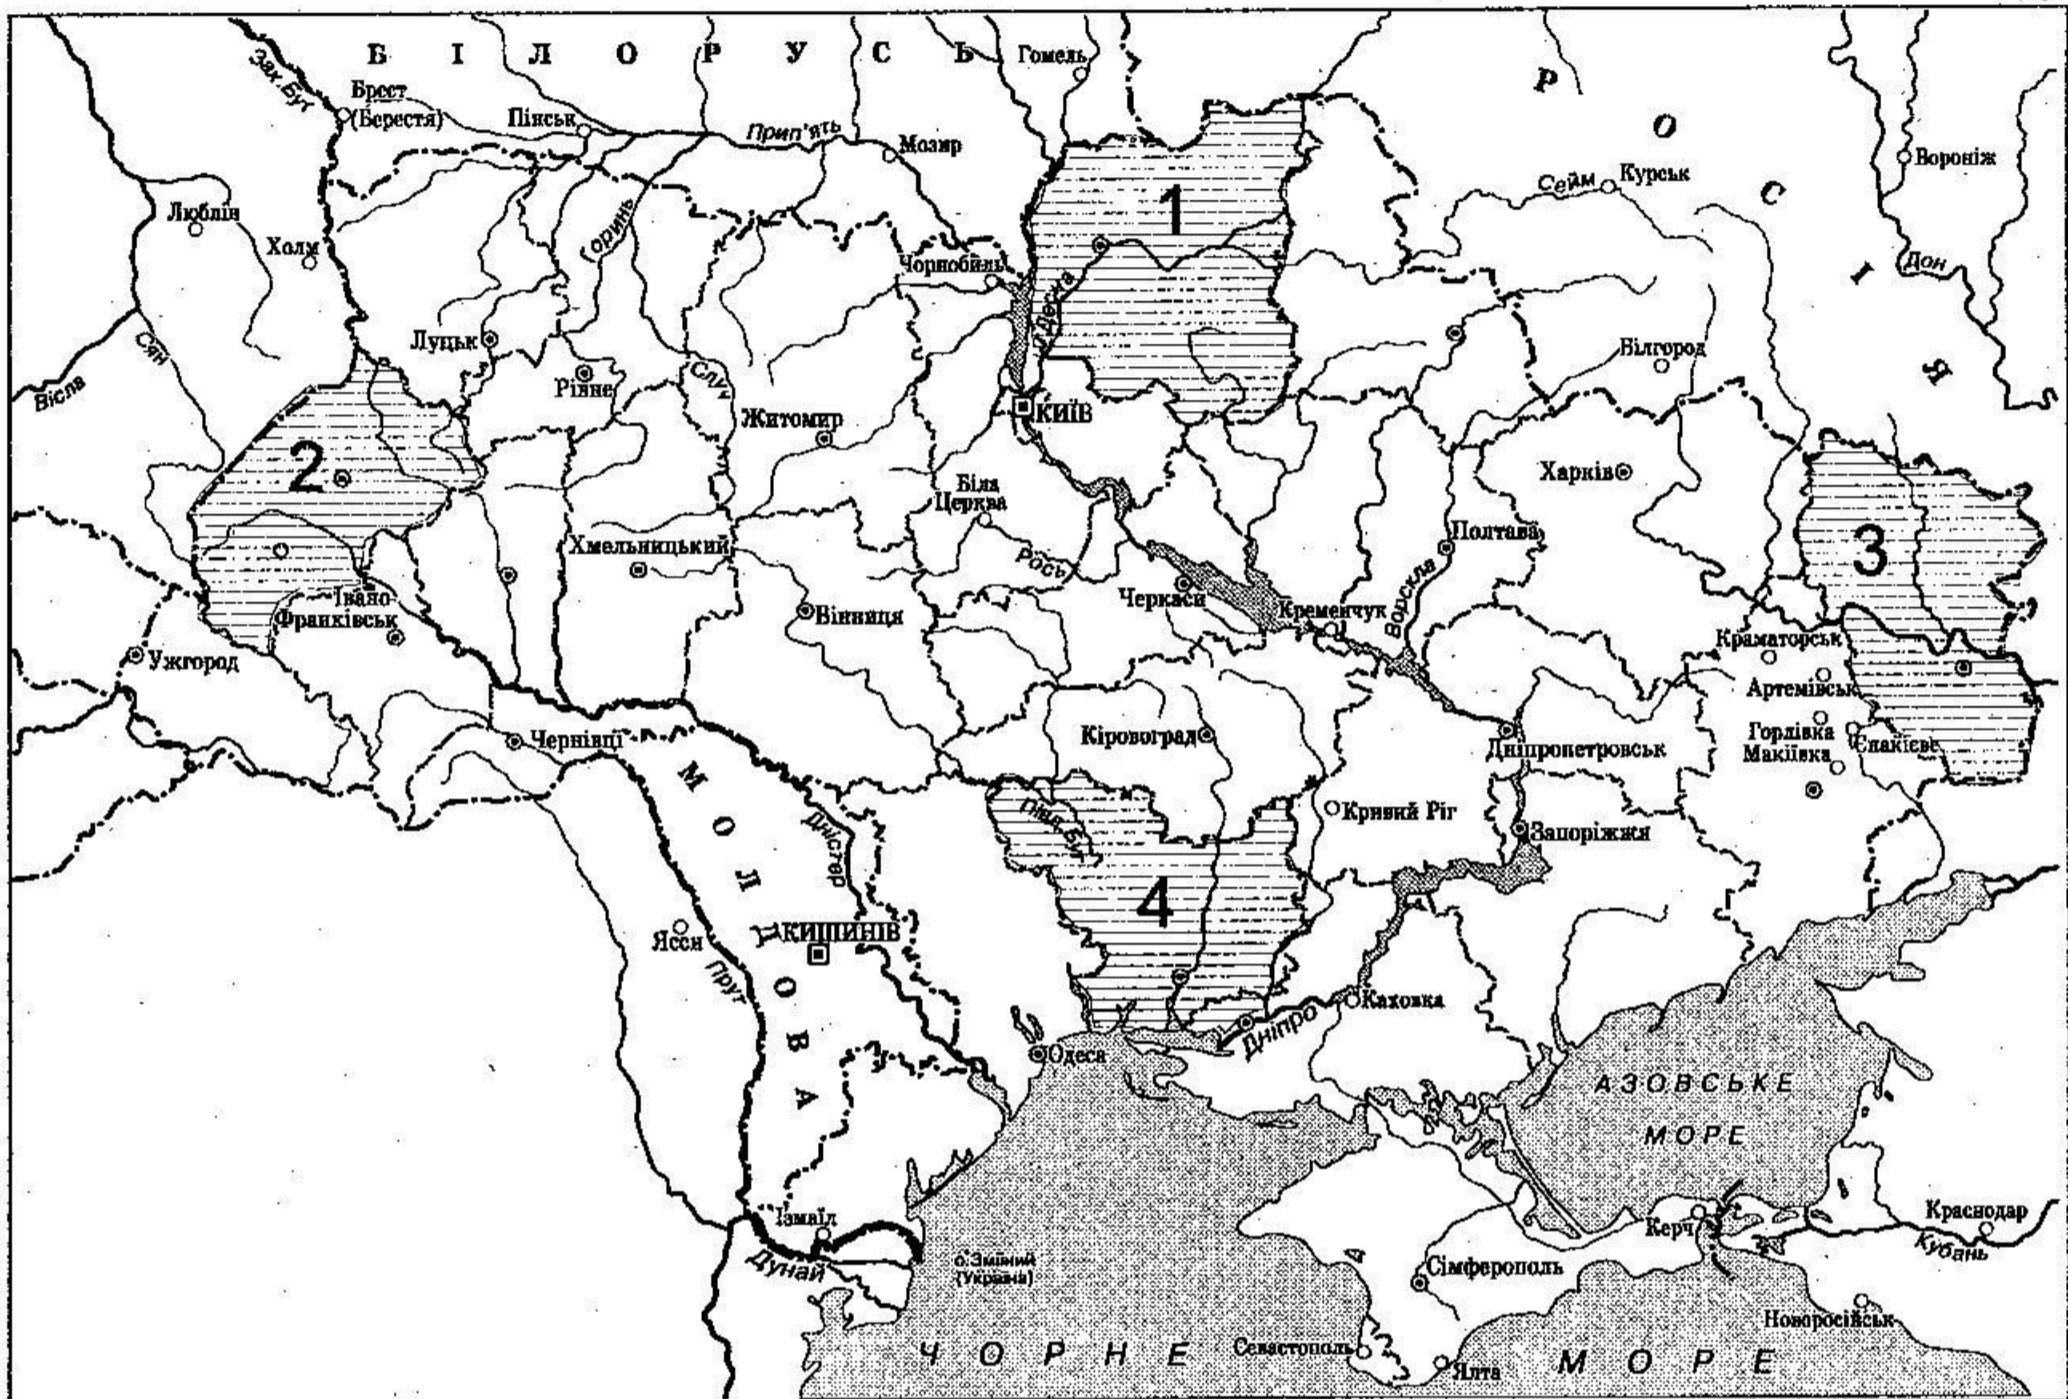 БІЛОРУСЬ
Гомель
Р О С І Я
Зах. Буг
Брест
(Берестя)
Пінськ
Прип'ять
Мозир
Сейм
Курськ
Вороніж
1
Люблін
Холм
Горинь
Чорнобиль
Десна
Дон
Сян
Луцьк
Рівне
Случ
Вісла
Житомир
КИЇВ
Білгород
2
Харків
Біла
Церква
3
Хмельницький
Рось
Полтава
Ворскла
Івано-
Франківськ
Вінниця
Черкаси
Кременчук
Краматорськ
Ужгород
Артемівськ
Чернівці
Кіровоград
Дніпропетровськ
Горлівка
Єнакієве
Макіївка
МОЛДОВА
Дністер
Півд. Буг
Кривий Ріг
Запоріжжя
4
Ясси
КИШИНІВ
Прут
Каховка
Дніпро
Одеса
АЗОВСЬКЕ
МОРЕ
Ізмаїл
Дунай
о. Зміїний
(Україна)
Керч
Краснодар
Кубань
Сімферополь
Новоросійськ
Севастополь
Ялта
ЧОРНЕ МОРЕ